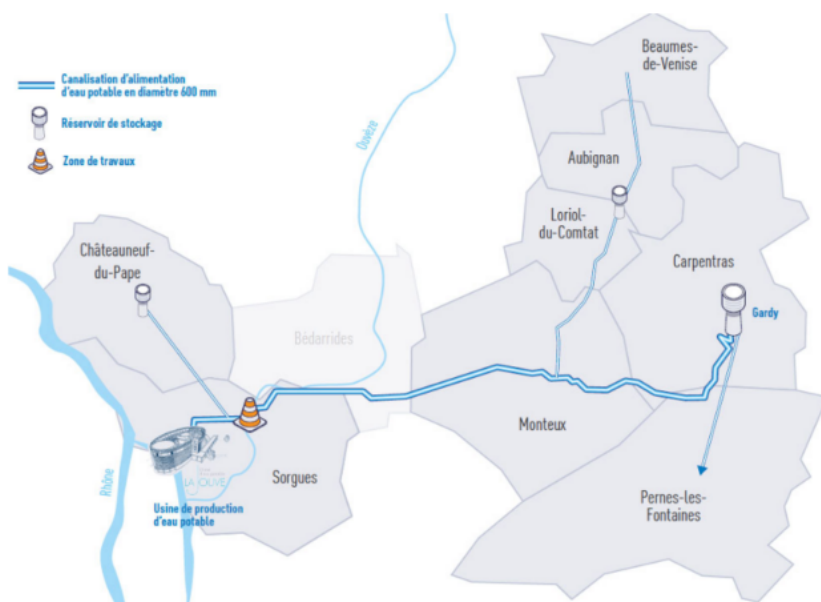 Canalisation d'alimentation
d'eau potable en diamètre 600 mm
Réservoir de stockage
Zone de travaux
Ouvèze
Beaumes-
de-Venise
Aubignan
Loriol-
du-Comtat
Carpentras
Gardy
Châteauneuf-
du-Pape
Bédarrides
Monteux
Sorgues
Rhône
LA JOUVE
Usine de production
d'eau potable
Pernes-les-
Fontaines